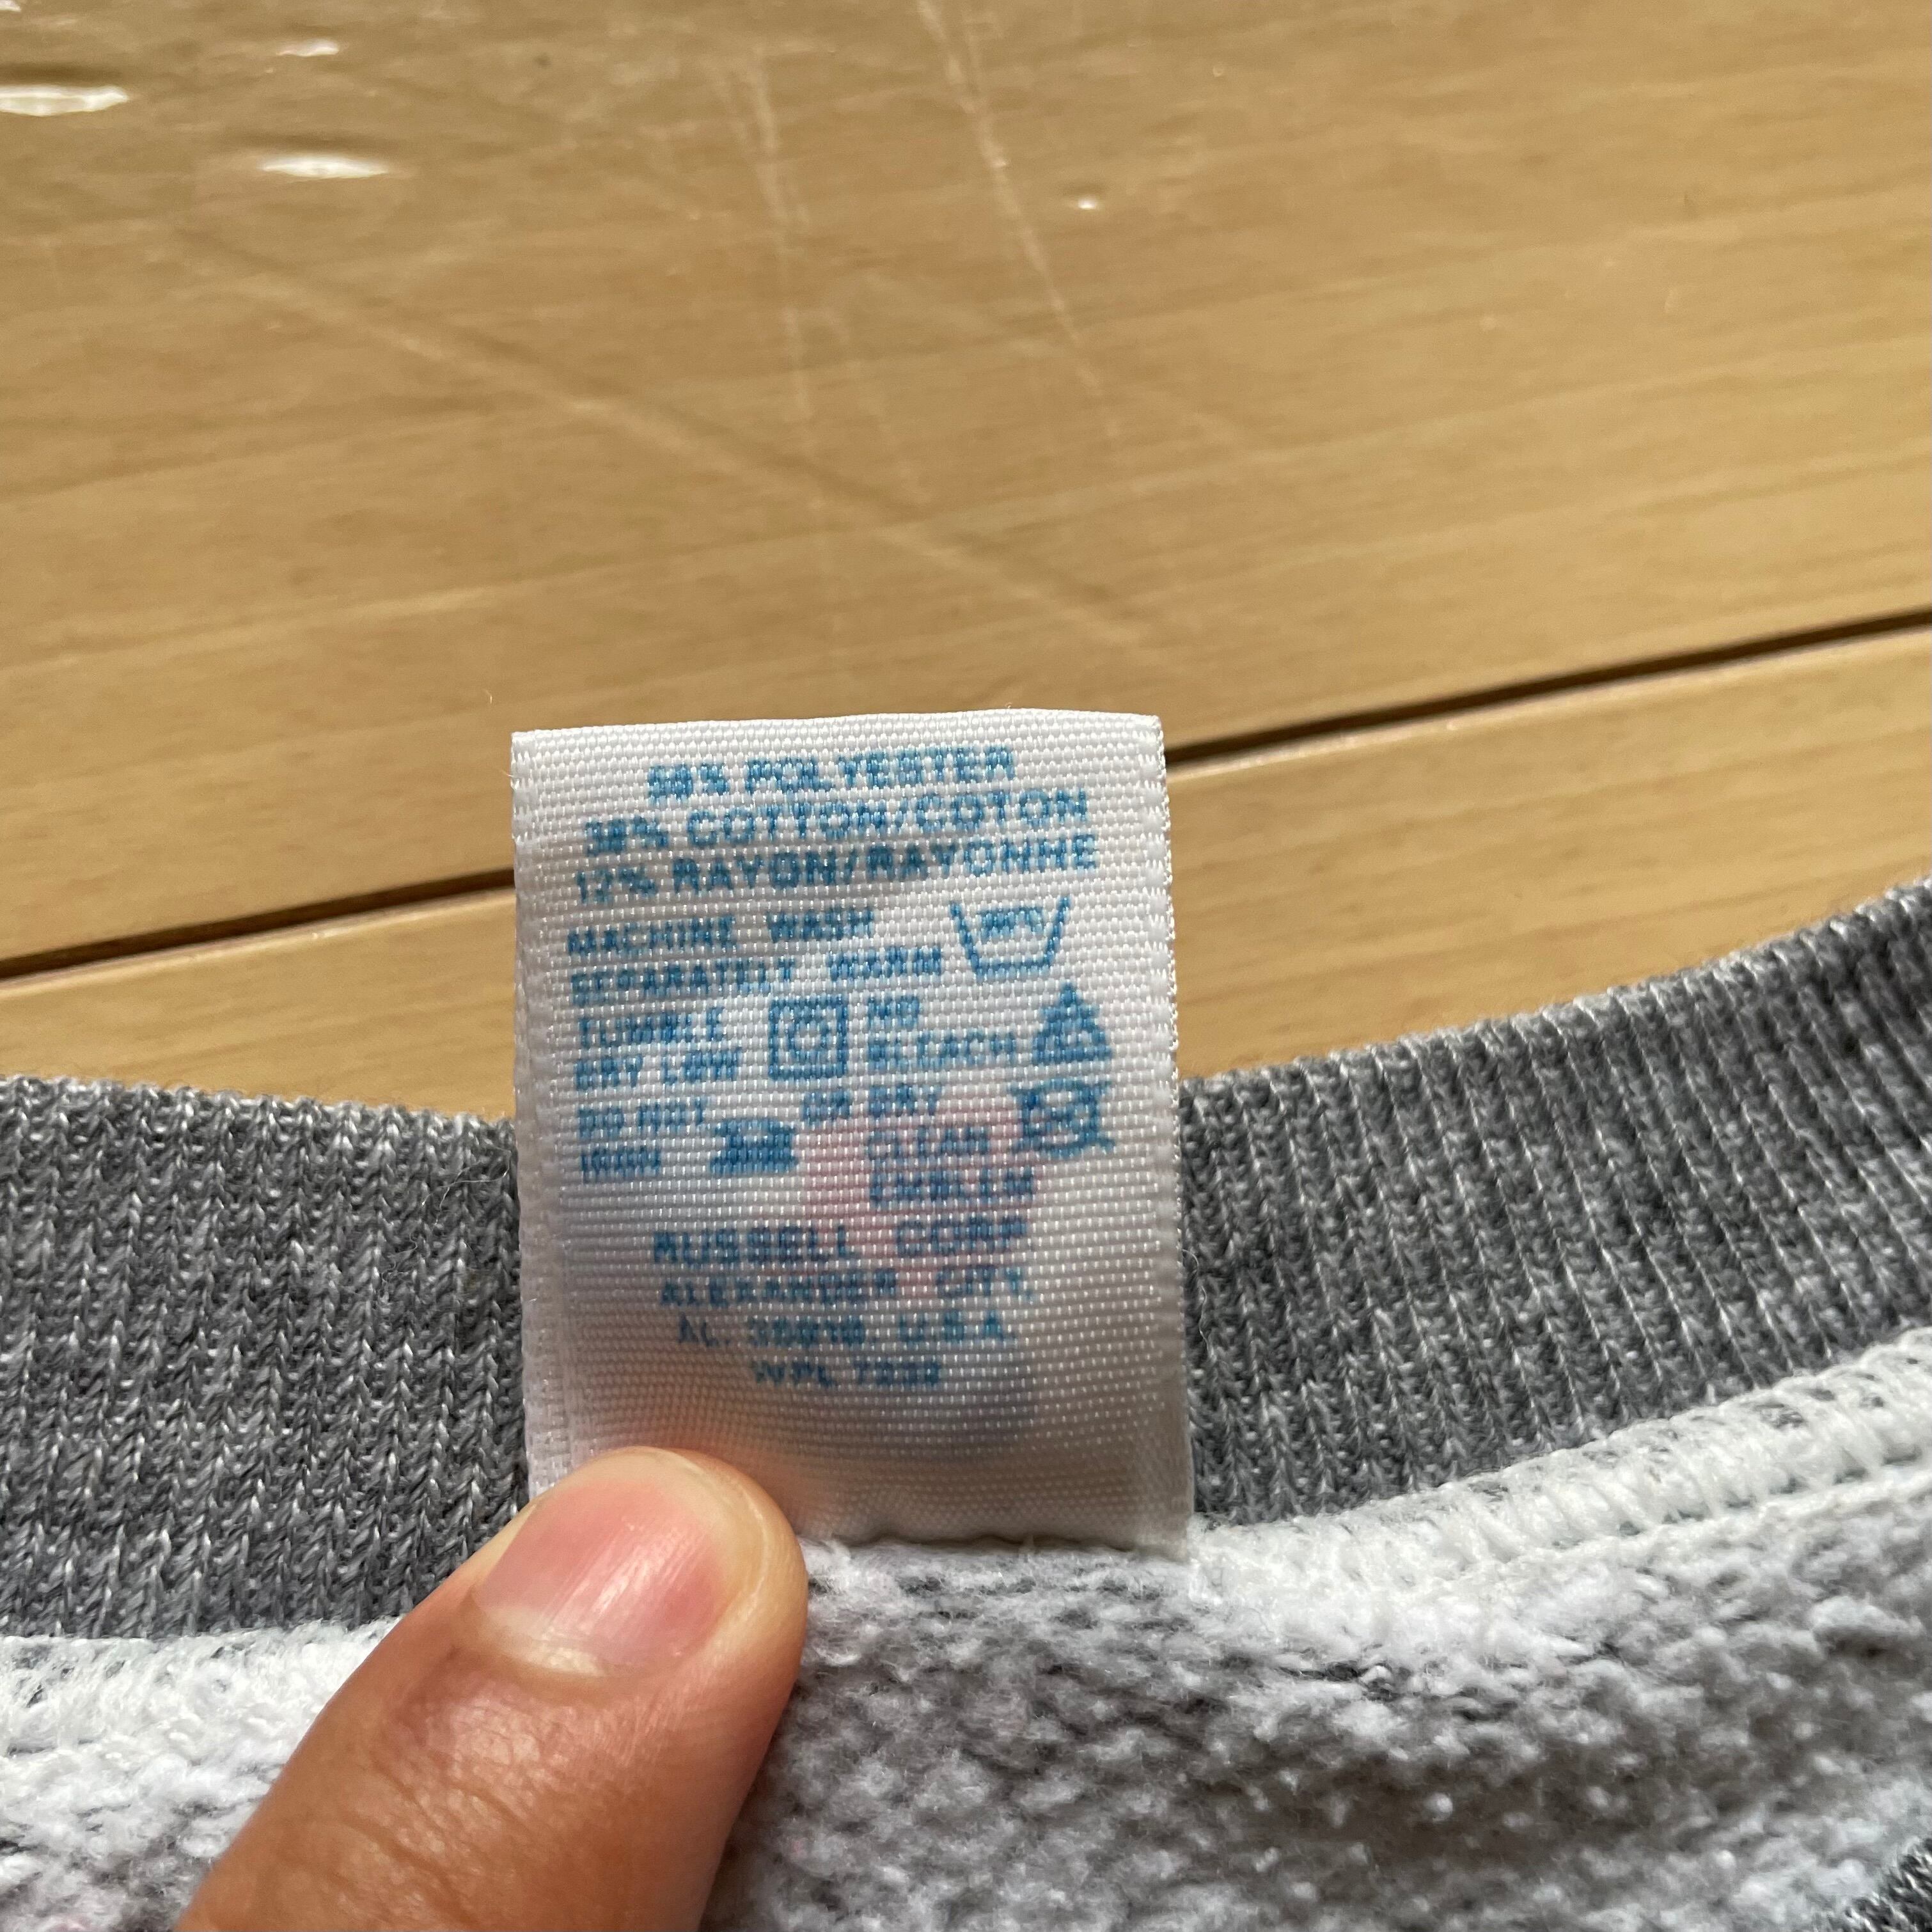 50% POLYESTER
38% COTTON/COTON
12% RAYON/RAYONNE
MACHINE WASH
SEPARATELY WARM
TUMBLE
DRY LOW
NO
BLEACH
DO NOT
IRON
OR DRY
CLEAN
EMBLEM
RUSSELL CORP
ALEXANDER CITY,
AL. 35010 U.S.A.
WPL